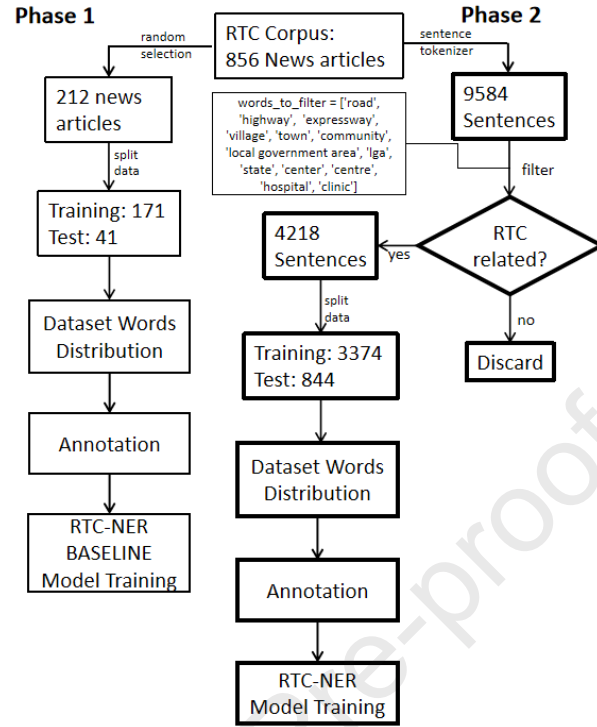 Phase 1
Phase 2
RTC Corpus:
856 News articles
random
selection
sentence
tokenizer
212 news
articles
words_to_filter = ['road',
'highway', 'expressway',
'village', 'town', 'community',
'local government area', 'lga',
'state', 'center', 'centre',
'hospital', 'clinic']
9584
Sentences
split
data
filter
Training: 171
Test: 41
4218
Sentences
yes
RTC
related?
split
data
no
Dataset Words
Distribution
Training: 3374
Test: 844
Discard
Annotation
Dataset Words
Distribution
RTC-NER
BASELINE
Model Training
Annotation
RTC-NER
Model Training
Pre-proof